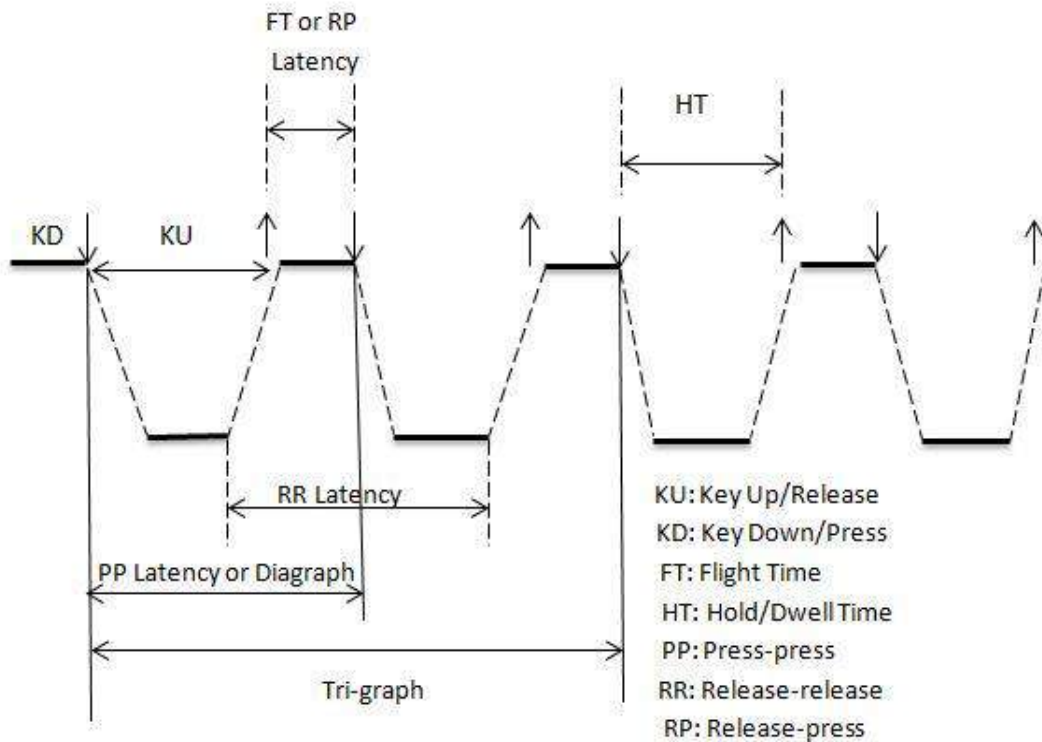 FT or RP
Latency
HT
KD
KU
RR Latency
PP Latency or Diagraph
Tri-graph
KU: Key Up/Release
KD: Key Down/Press
FT: Flight Time
HT: Hold/Dwell Time
PP: Press-press
RR: Release-release
RP: Release-press